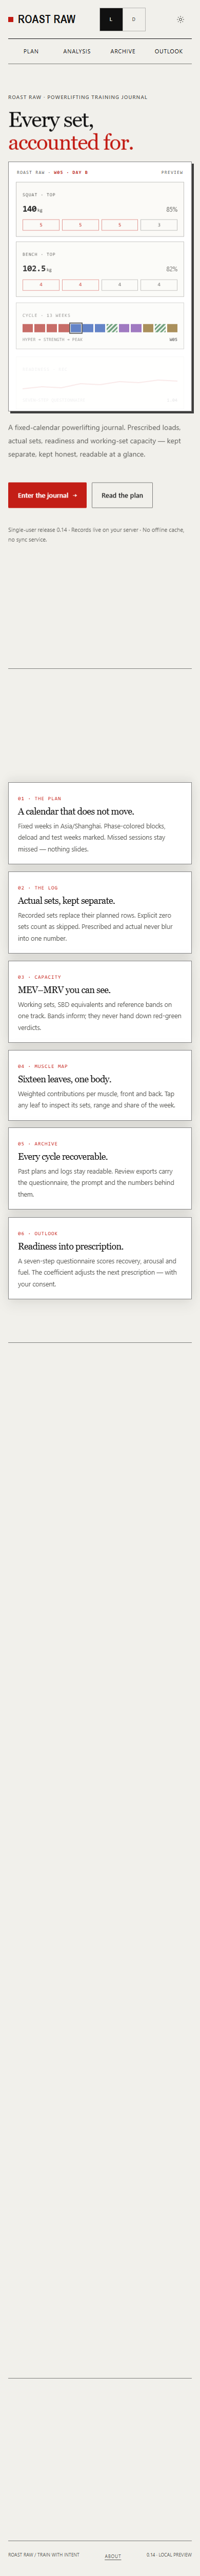 ROAST RAW
L D
PLAN ANALYSIS ARCHIVE OUTLOOK
ROAST RAW · POWERLIFTING TRAINING JOURNAL
Every set,
accounted for.
ROAST RAW · W05 · DAY B PREVIEW
SQUAT · TOP
140kg 85%
5 5 5 3
BENCH · TOP
102.5kg 82%
4 4 4 4
CYCLE · 13 WEEKS
HYPER → STRENGTH → PEAK W05
A fixed-calendar powerlifting journal. Prescribed loads,
actual sets, readiness and working-set capacity — kept
separate, kept honest, readable at a glance.
Enter the journal →
Read the plan
Single-user release 0.14 · Records live on your server · No offline cache,
no sync service.
01 · THE PLAN
A calendar that does not move.
Fixed weeks in Asia/Shanghai. Phase-colored blocks,
deload and test weeks marked. Missed sessions stay
missed — nothing slides.
02 · THE LOG
Actual sets, kept separate.
Recorded sets replace their planned rows. Explicit zero
sets count as skipped. Prescribed and actual never blur
into one number.
03 · CAPACITY
MEV–MRV you can see.
Working sets, SBD equivalents and reference bands on
one track. Bands inform; they never hand down red-green
verdicts.
04 · MUSCLE MAP
Sixteen leaves, one body.
Weighted contributions per muscle, front and back. Tap
any leaf to inspect its sets, range and share of the week.
05 · ARCHIVE
Every cycle recoverable.
Past plans and logs stay readable. Review exports carry
the questionnaire, the prompt and the numbers behind
them.
06 · OUTLOOK
Readiness into prescription.
A seven-step questionnaire scores recovery, arousal and
fuel. The coefficient adjusts the next prescription — with
your consent.
ROAST RAW / TRAIN WITH INTENT ABOUT 0.14 · LOCAL PREVIEW